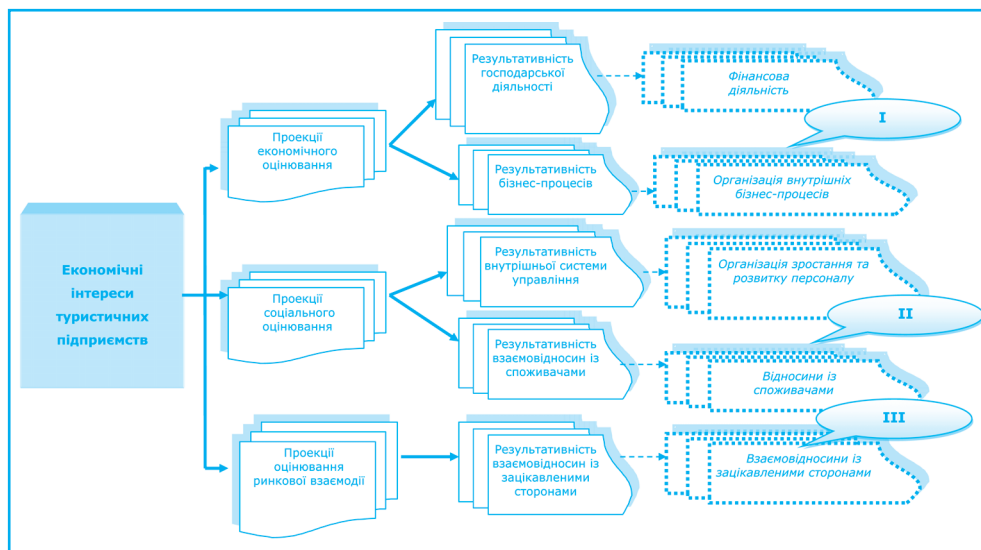 Економічні
інтереси
туристичних
підприємств
Проекції
економічного
оцінювання
Проекції
соціального
оцінювання
Проекції
оцінювання
ринкової взаємодії
Результативність
господарської
діяльності
Результативність
бізнес-процесів
Результативність
внутрішньої системи
управління
Результативність
взаємовідносин із
споживачами
Результативність
взаємовідносин із
зацікавленими
сторонами
Фінансова
діяльність
I
Організація внутрішніх
бізнес-процесів
Організація зростання та
розвитку персоналу
II
Відносини із
споживачами
III
Взаємовідносини із
зацікавленими сторонами